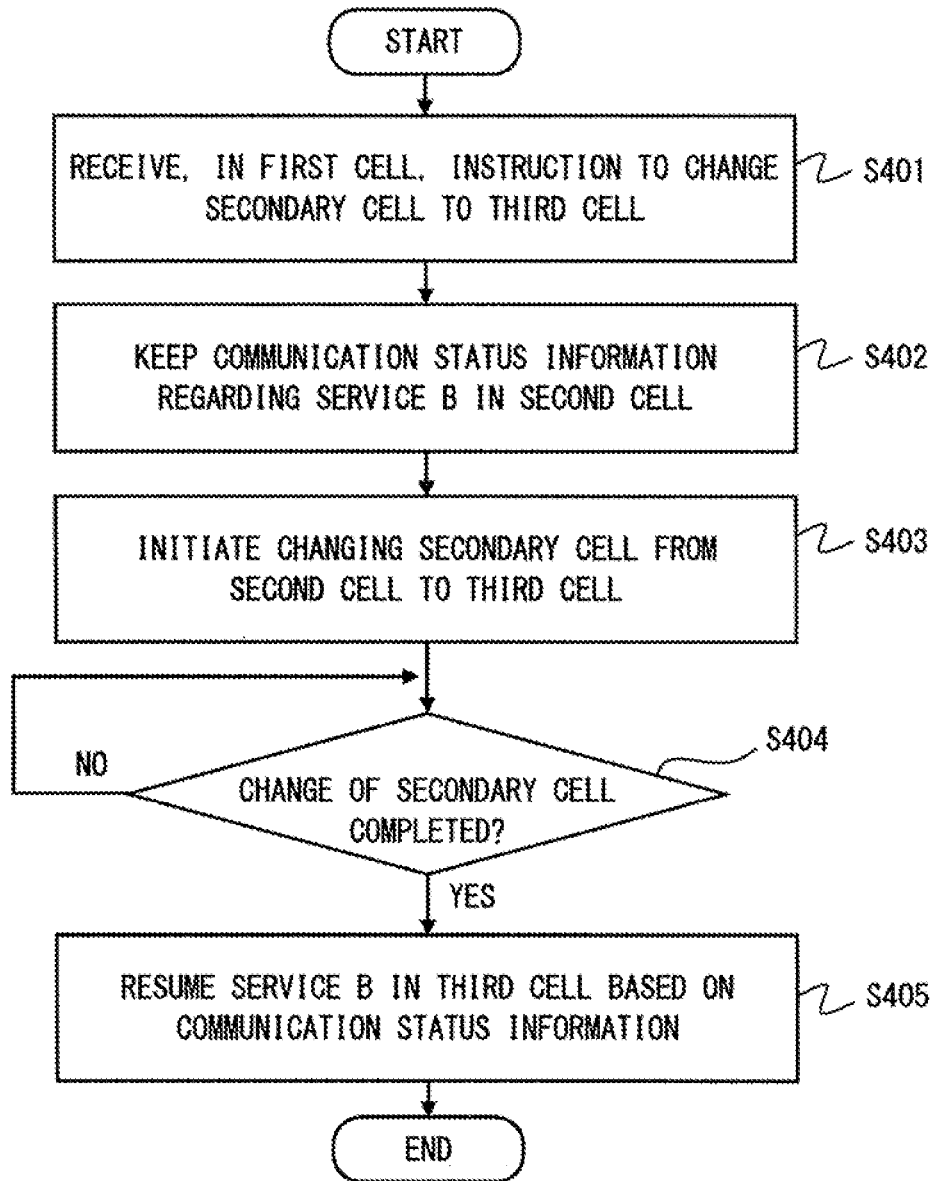 START
RECEIVE, IN FIRST CELL, INSTRUCTION TO CHANGE
SECONDARY CELL TO THIRD CELL
S401
KEEP COMMUNICATION STATUS INFORMATION
REGARDING SERVICE B IN SECOND CELL
S402
INITIATE CHANGING SECONDARY CELL FROM
SECOND CELL TO THIRD CELL
S403
S404
NO
CHANGE OF SECONDARY CELL
COMPLETED?
YES
RESUME SERVICE B IN THIRD CELL BASED ON
COMMUNICATION STATUS INFORMATION
S405
END